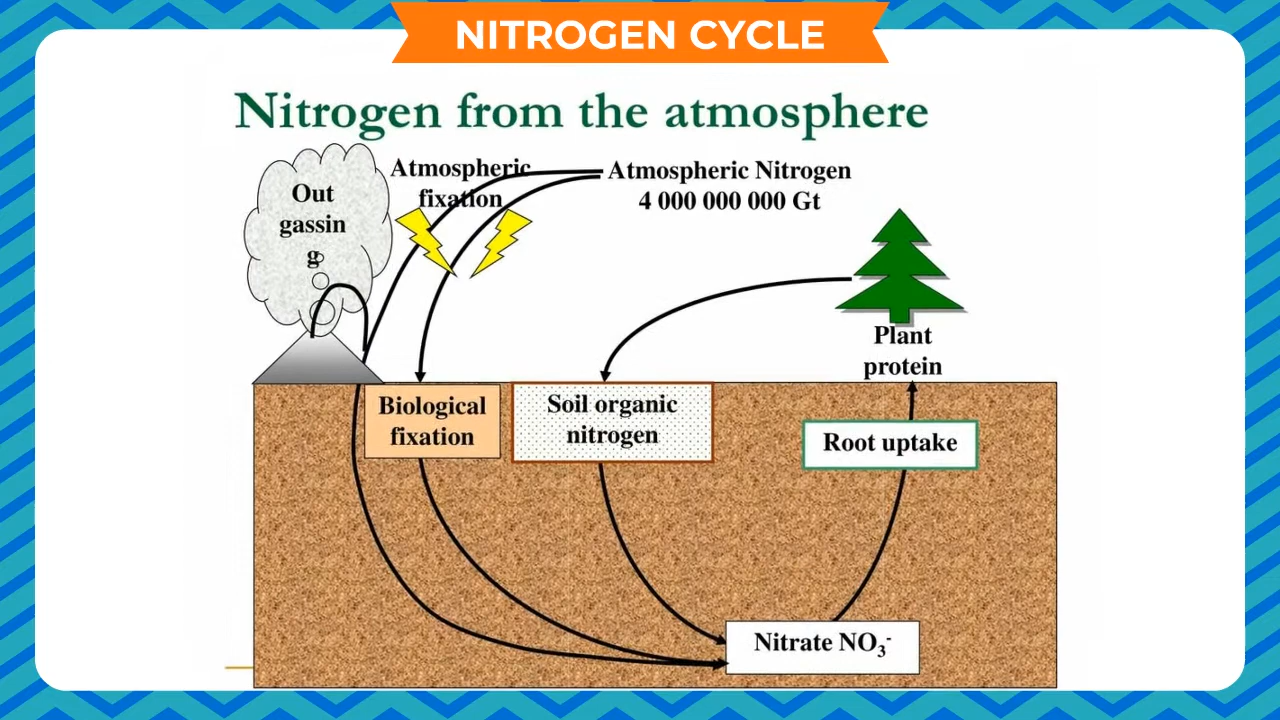 NITROGEN CYCLE
Nitrogen from the atmosphere
Out
gassin
g
Atmospheric
fixation
Atmospheric Nitrogen
4 000 000 000 Gt
Plant
protein
Biological
fixation
Soil organic
nitrogen
Root uptake
Nitrate NO₃⁻